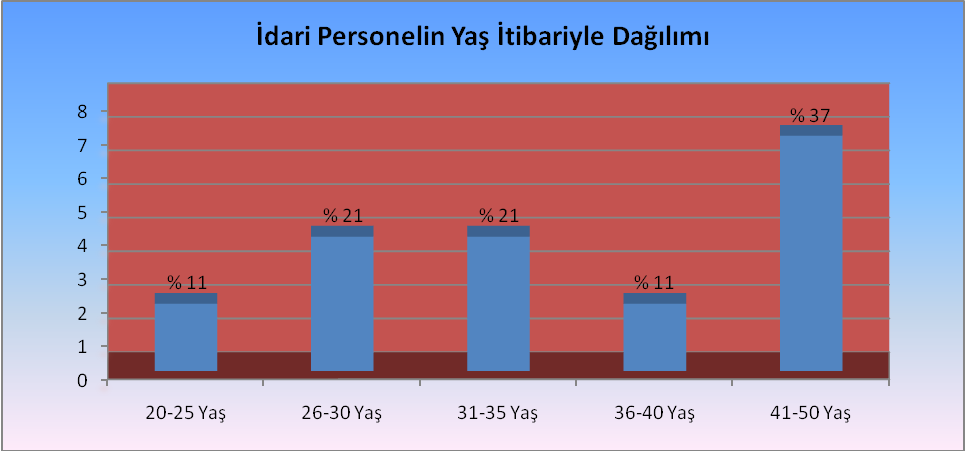 İdari Personelin Yaş İtibariyle Dağılımı
8
7
6
5
4
3
2
1
0
% 11
% 21
% 21
% 11
% 37
20-25 Yaş
26-30 Yaş
31-35 Yaş
36-40 Yaş
41-50 Yaş